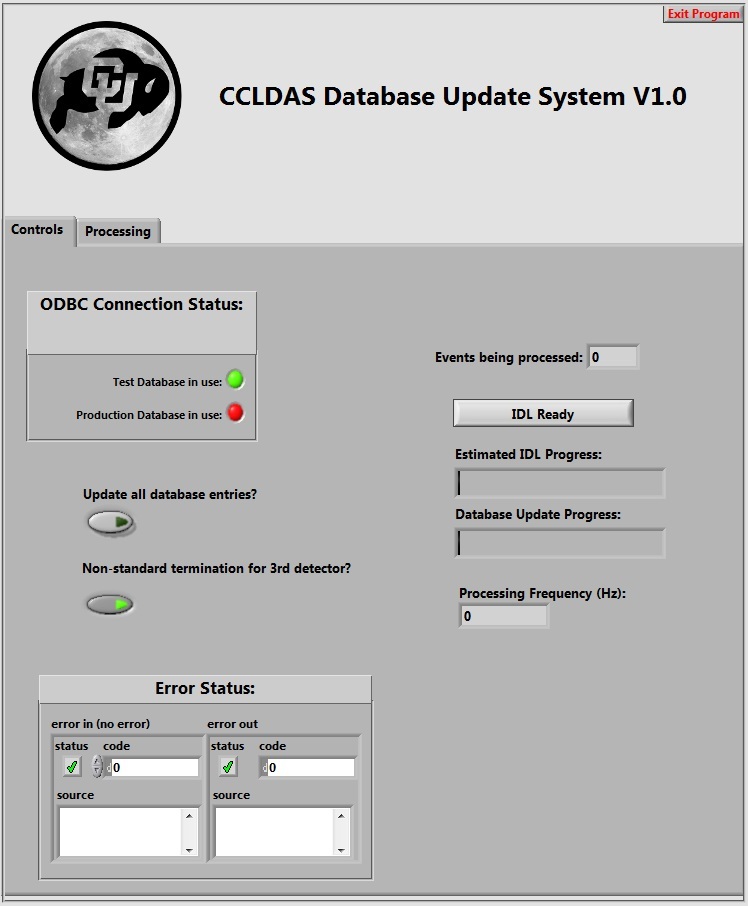 Exit Program
CU
CCLDAS Database Update System V1.0
Controls
Processing
ODBC Connection Status:
Test Database in use:
Production Database in use:
Events being processed: 0
IDL Ready
Estimated IDL Progress:
Database Update Progress:
Processing Frequency (Hz):
0
Update all database entries?
Non-standard termination for 3rd detector?
Error Status:
error in (no error)
status code
d 0
source
error out
status code
d 0
source